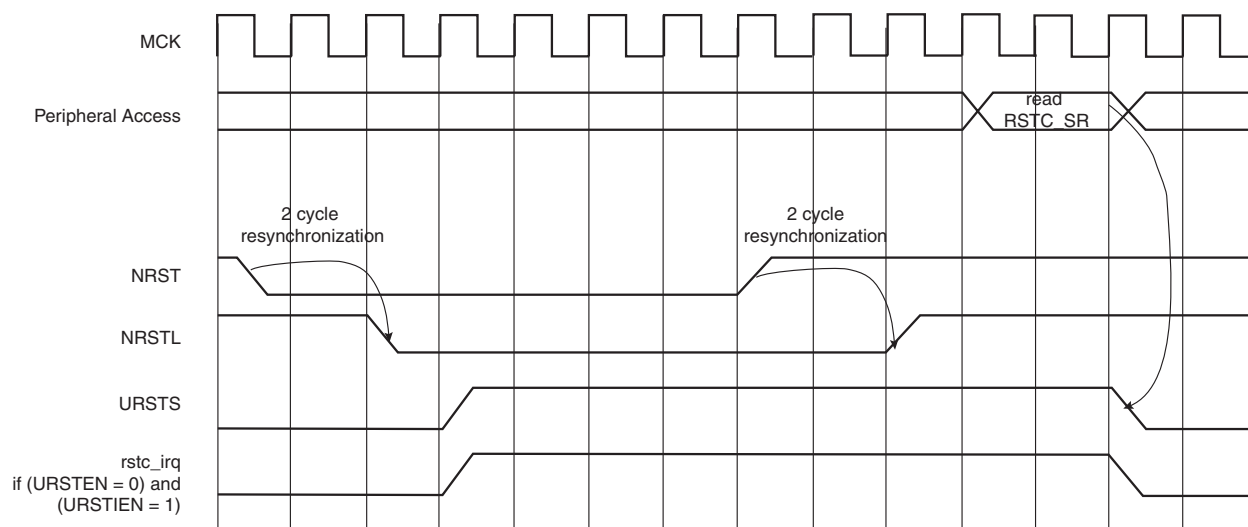 MCK
Peripheral Access
read
RSTC_SR
2 cycle
resynchronization
2 cycle
resynchronization
NRST
NRSTL
URSTS
rstc_irq
if (URSTEN = 0) and
(URSTIEN = 1)